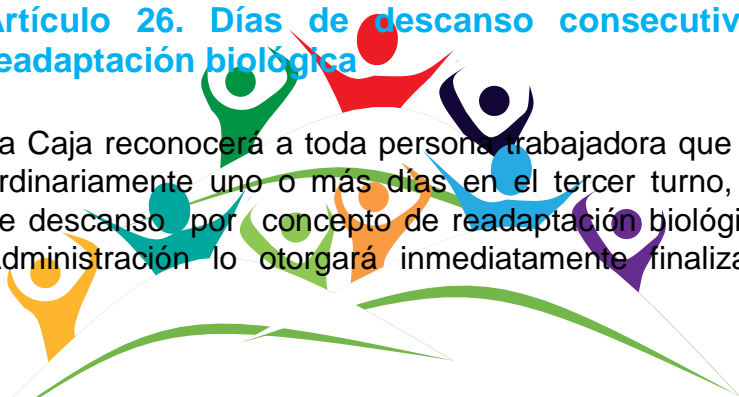 Artículo 26. Días de descanso consecutiv
eadaptación biológica
a Caja reconocerá a toda persona trabajadora que
rdinariamente uno o más días en el tercer turno,
e descanso por concepto de readaptación biológi
dministración lo otorgará inmediatamente finaliza